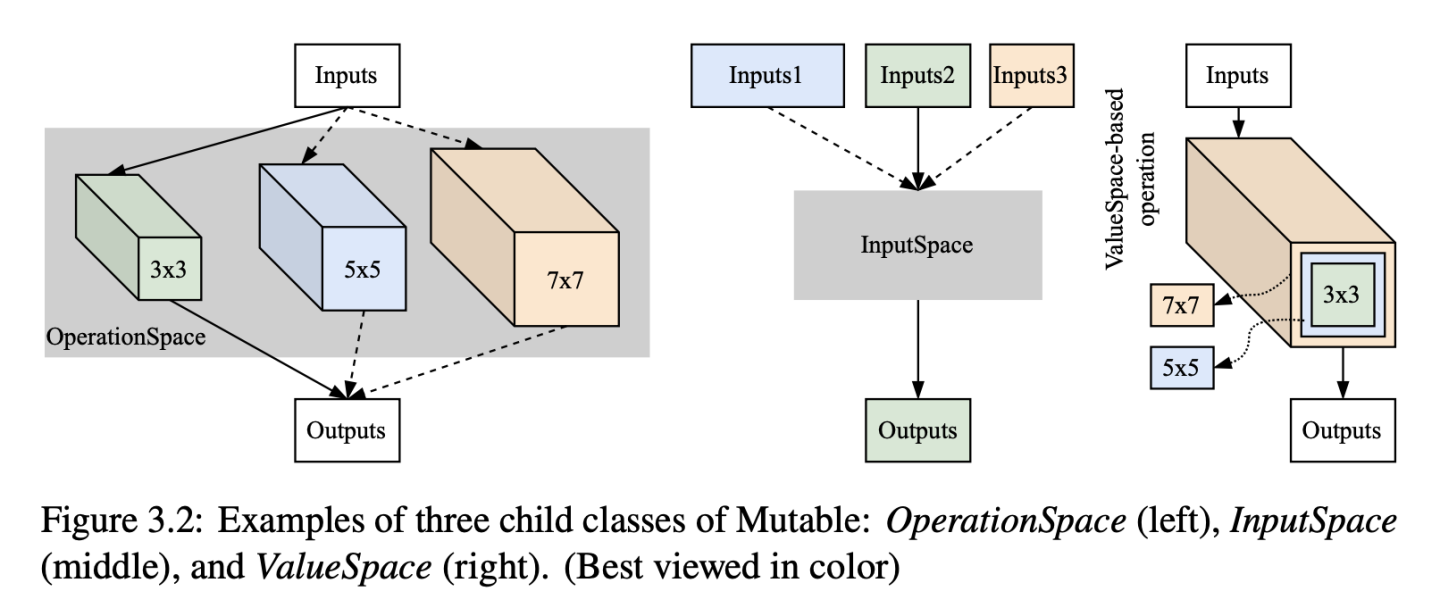 Inputs
3x3
5x5
7x7
OperationSpace
Outputs
Inputs1
Inputs2
Inputs3
InputSpace
Outputs
ValueSpace-based
operation
Inputs
3x3
7x7
5x5
Outputs
Figure 3.2: Examples of three child classes of Mutable: OperationSpace (left), InputSpace
(middle), and ValueSpace (right). (Best viewed in color)